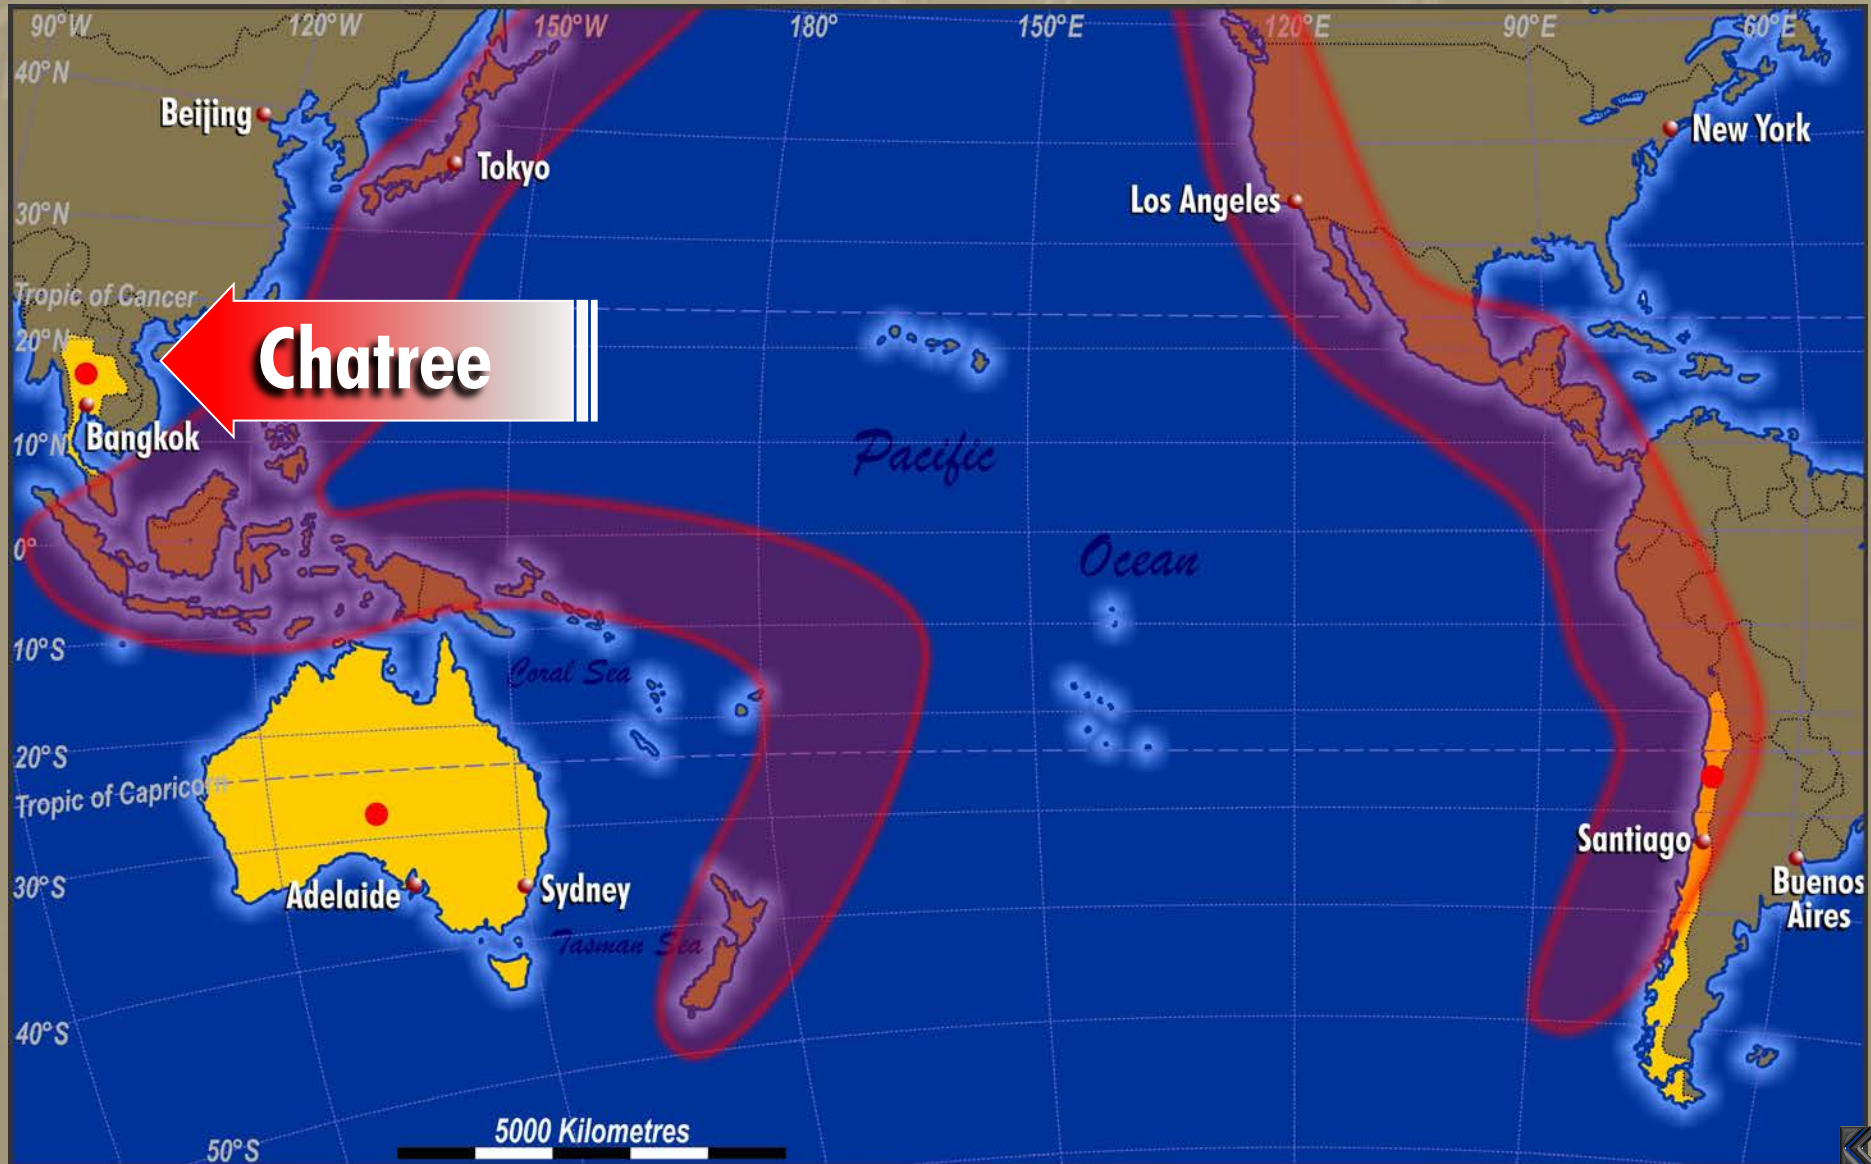 90°W
120°W
150°W
180°
150°E
120°E
90°E
60°E
40°N
Beijing
New York
Tokyo
Los Angeles
30°N
Tropic of Cancer
20°N
Chatree
Bangkok
10°N
Pacific
0°
Ocean
10°S
Coral Sea
20°S
Tropic of Capricorn
Santiago
30°S
Adelaide
Sydney
Buenos
Aires
Tasman Sea
40°S
5000 Kilometres
50°S